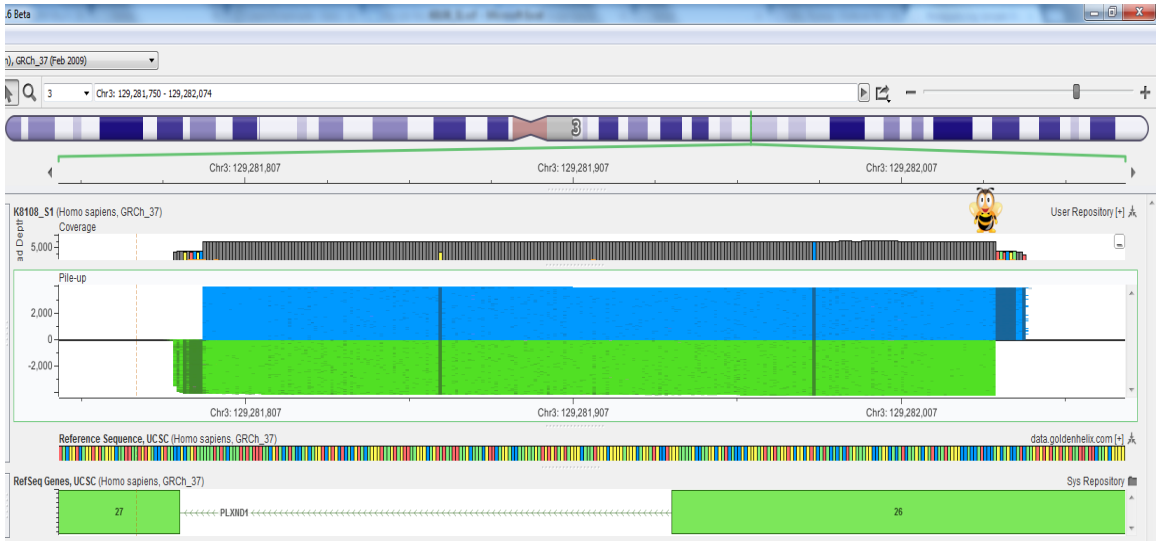 .6 Beta
n), GRCh_37 (Feb 2009)
3 Chr3: 129,281,750 - 129,282,074
3
Chr3: 129,281,807 Chr3: 129,281,907 Chr3: 129,282,007
K8108_S1 (Homo sapiens, GRCh_37) User Repository [+]
Coverage
ad Depth
5,000
Pile-up
2,000
0
-2,000
Chr3: 129,281,807 Chr3: 129,281,907 Chr3: 129,282,007
Reference Sequence, UCSC (Homo sapiens, GRCh_37) data.goldenhelix.com [+]
RefSeq Genes, UCSC (Homo sapiens, GRCh_37) Sys Repository
27 PLXND1 26